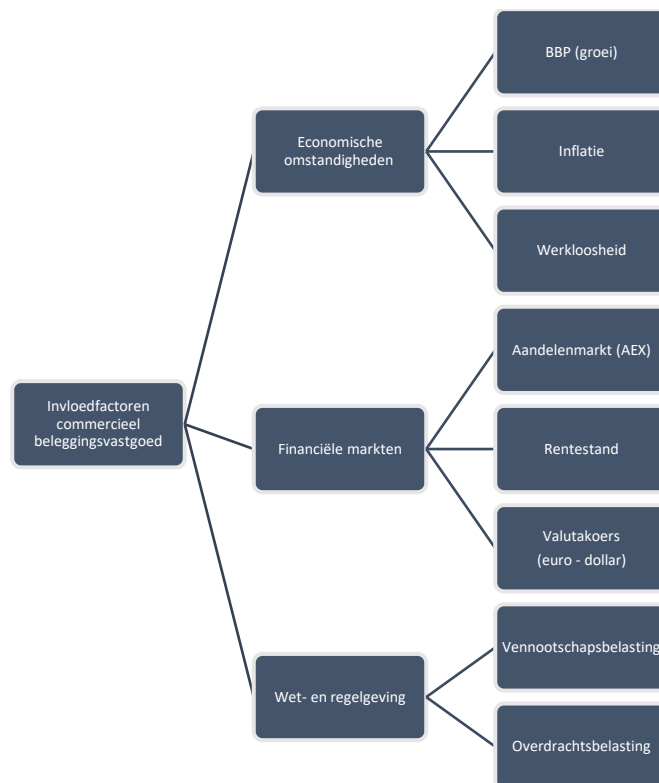 BBP (groei)
Economische
omstandigheden
Inflatie
Werkloosheid
Invloedfactoren
commercieel
beleggingsvastgoed
Financiële markten
Aandelenmarkt (AEX)
Rentestand
Valutakoers
(euro - dollar)
Wet- en regelgeving
Vennootschapsbelasting
Overdrachtsbelasting